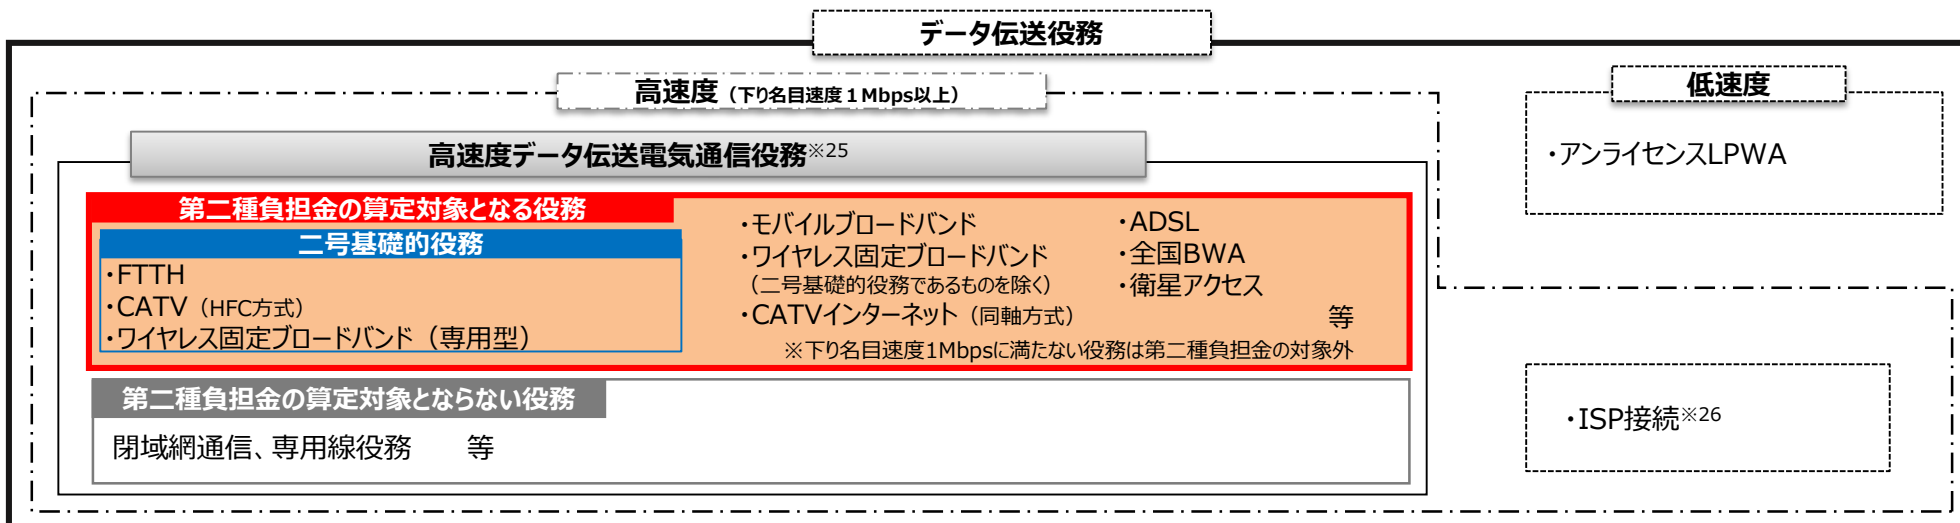 データ伝送役務
高速度（下り名目速度１Mbps以上）
低速度
・アンライセンスLPWA
高速度データ伝送電気通信役務※25
第二種負担金の算定対象となる役務
二号基礎的役務
・FTTH
・CATV（HFC方式）
・ワイヤレス固定ブロードバンド（専用型）
・モバイルブロードバンド
・ワイヤレス固定ブロードバンド
（二号基礎的役務であるものを除く）
・CATVインターネット（同軸方式）
・ADSL
・全国BWA
・衛星アクセス
等
※下り名目速度1Mbpsに満たない役務は第二種負担金の対象外
第二種負担金の算定対象とならない役務
閉域網通信、専用線役務　　等
・ISP接続※26